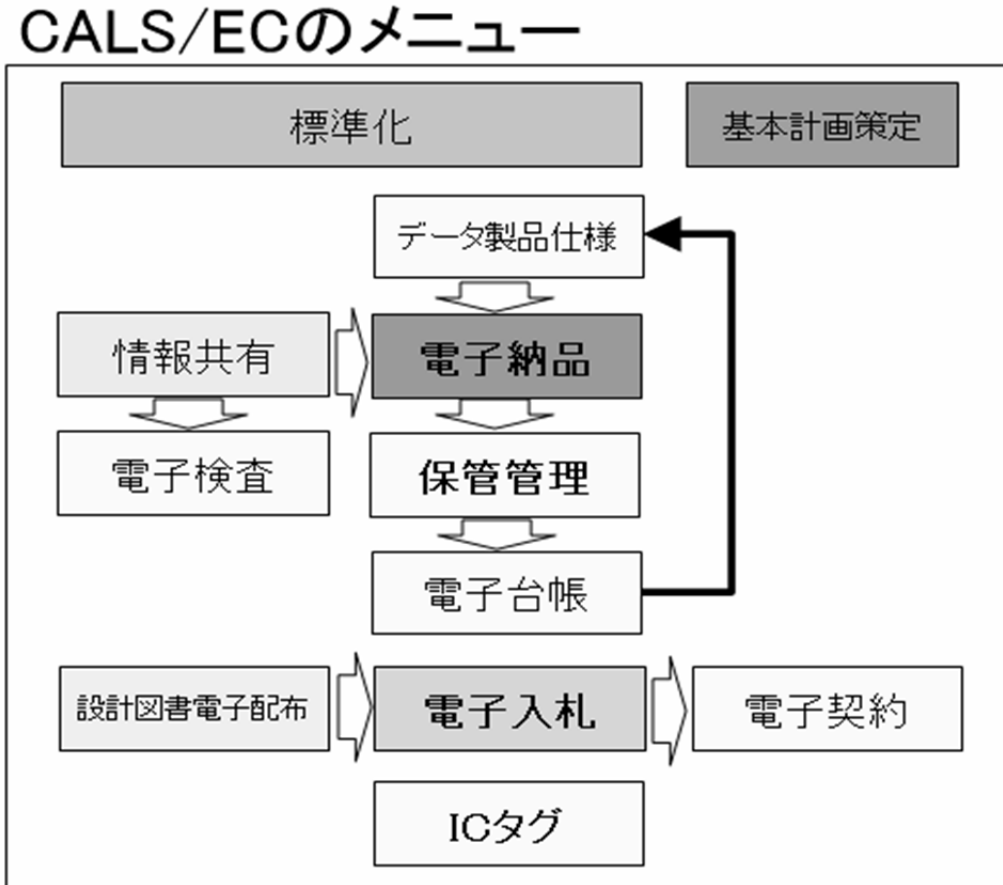 CALS/ECのメニュー
標準化
基本計画策定
データ製品仕様
情報共有
電子納品
電子検査
保管管理
電子台帳
設計図書電子配布
電子入札
電子契約
ICタグ